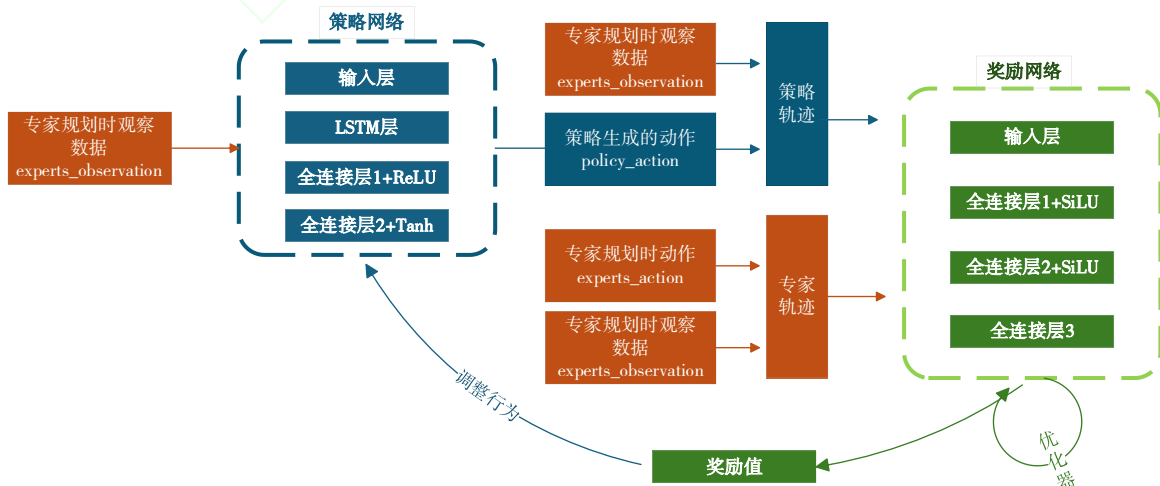 策略网络
输入层
LSTM层
全连接层1+ReLU
全连接层2+Tanh
专家规划时观察
数据
experts_observation
专家规划时观察
数据
experts_observation
策略生成的动作
policy_action
策略
轨迹
专家规划时动作
experts_action
专家规划时观察
数据
experts_observation
专家
轨迹
奖励网络
输入层
全连接层1+SiLU
全连接层2+SiLU
全连接层3
调整行为
奖励值
优化器